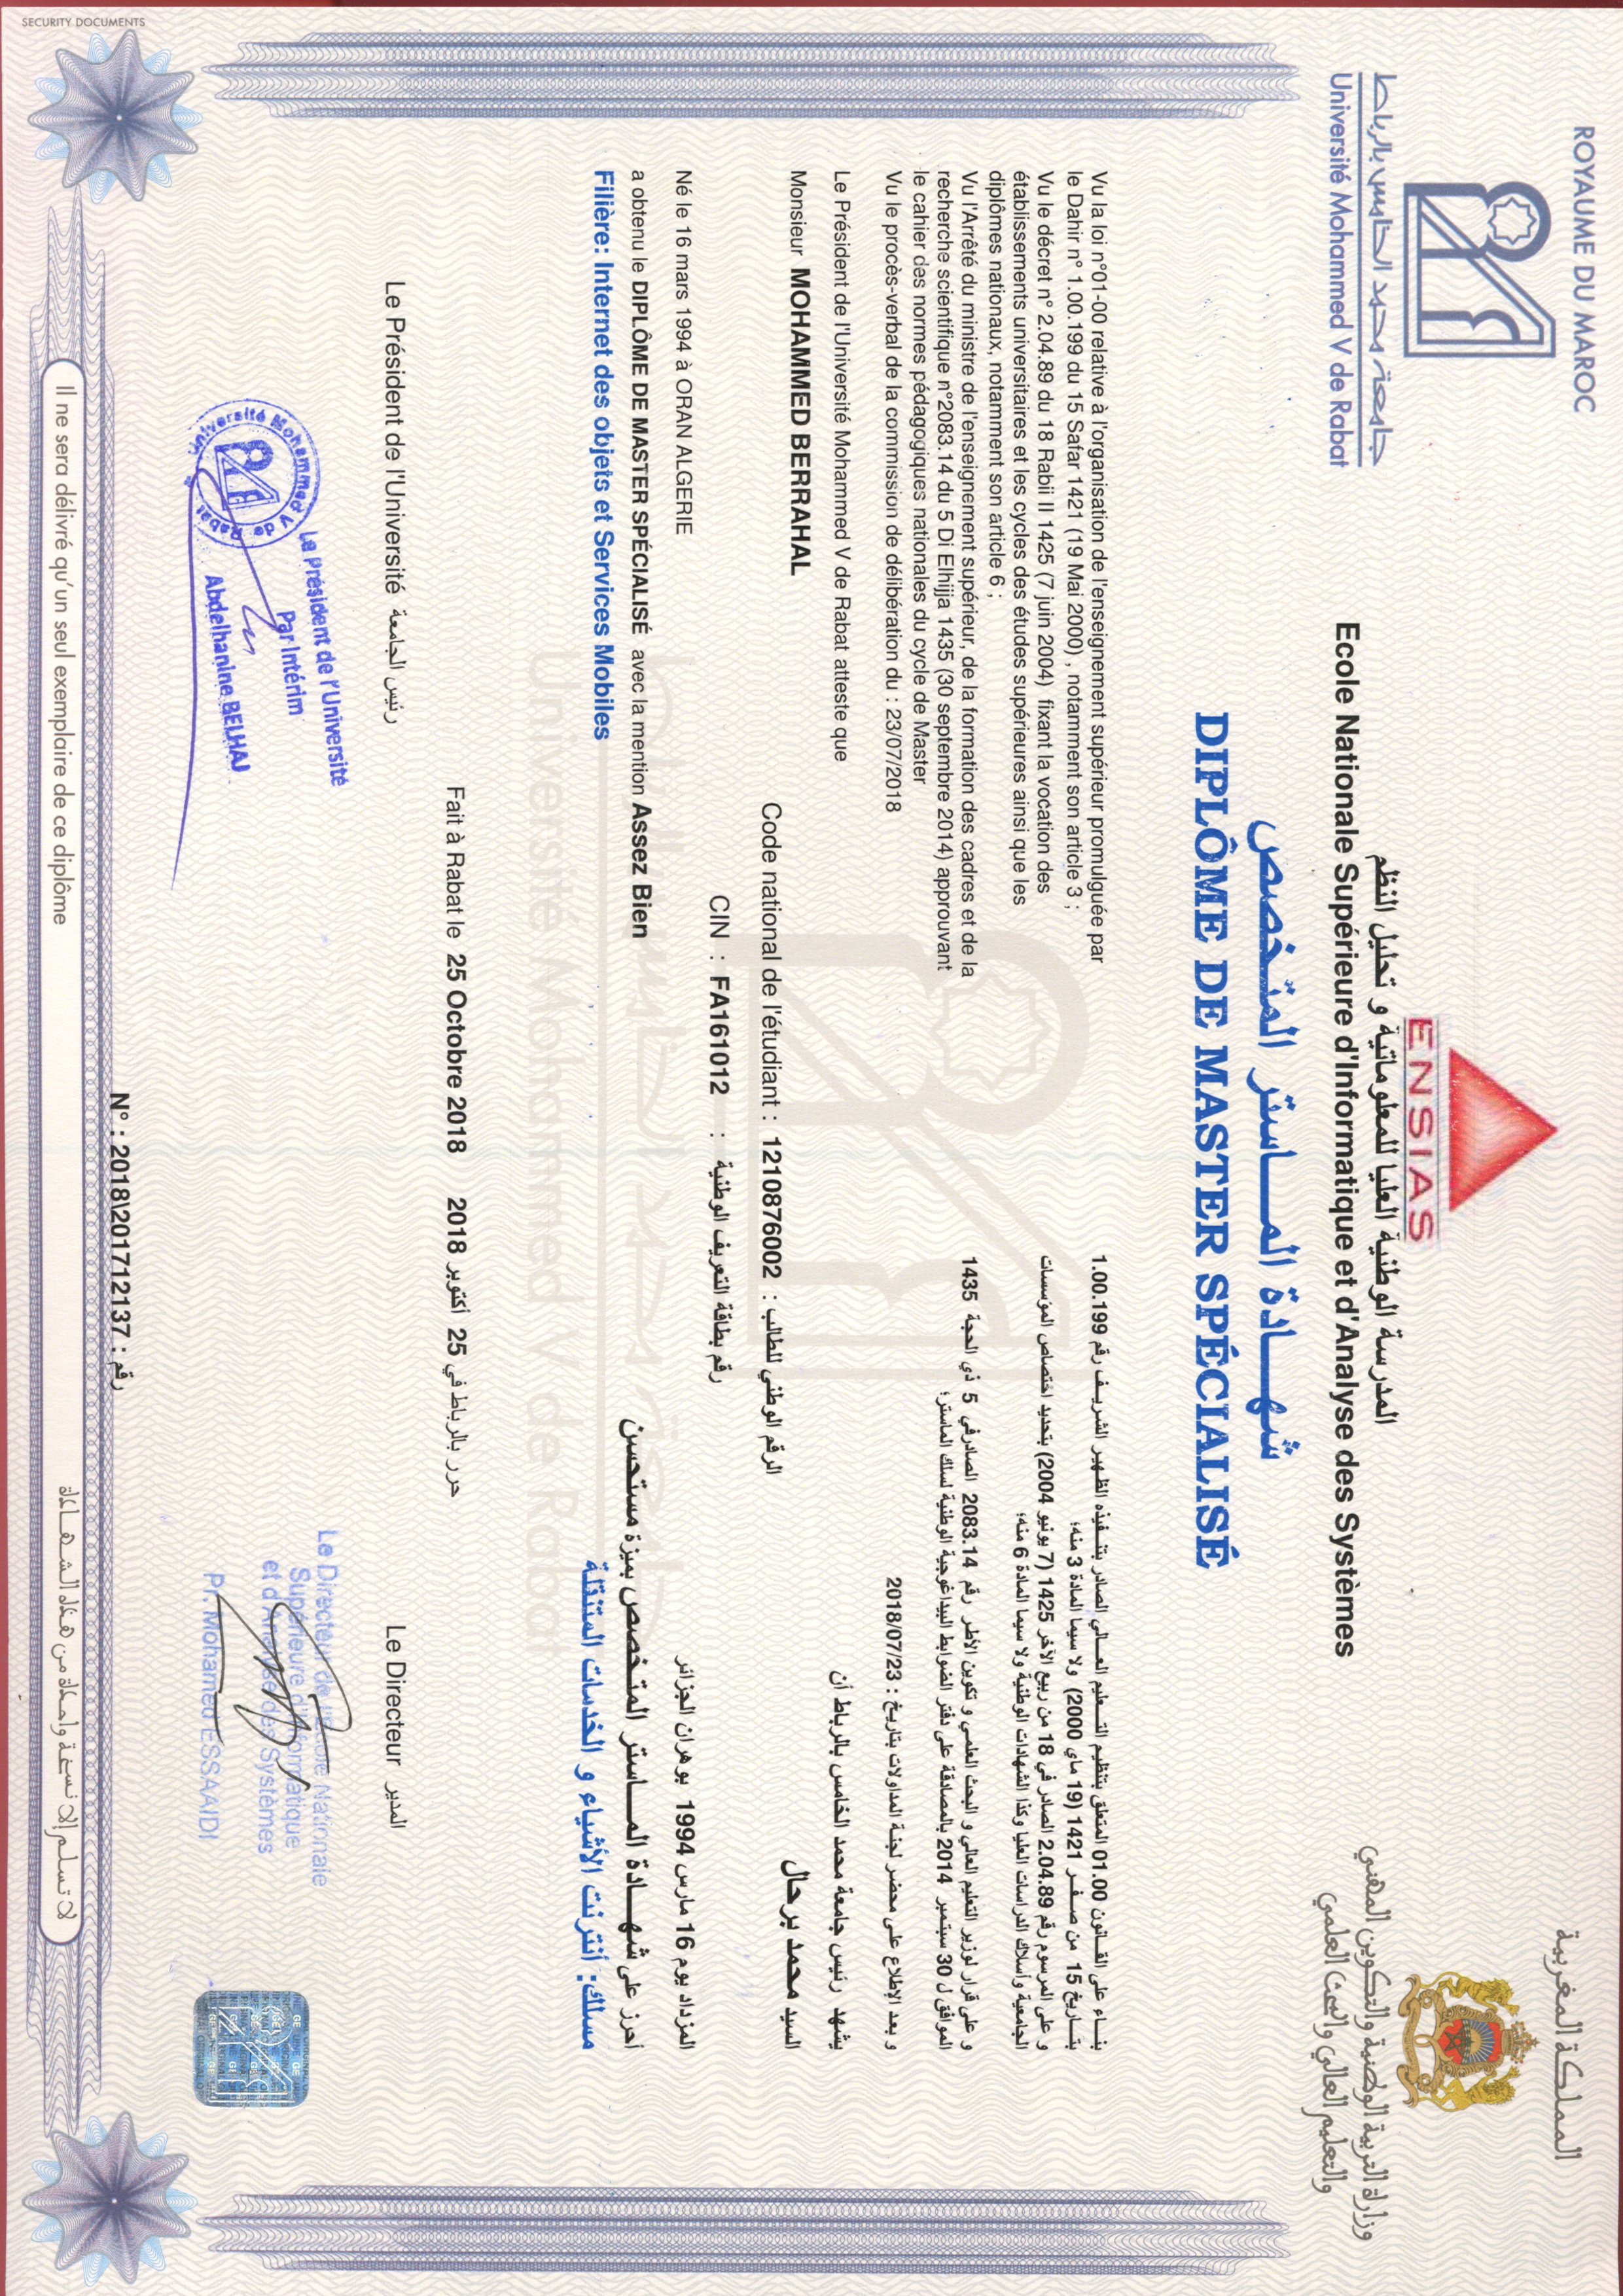 ROYAUME DU MAROC
جامعة محمد الخامس بالرباط
Université Mohammed V de Rabat
ENSIAS
المدرسة الوطنية العليا للمعلوماتية و تحليل النظم
Ecole Nationale Supérieure d'Informatique et d'Analyse des Systèmes
المملكة المغربية
وزارة التربية الوطنية والتكوين المهني
والتعليم العالي والبحث العلمي
شهـــادة المـــاستر المتخصص
DIPLÔME DE MASTER SPÉCIALISÉ
Vu la loi n°01-00 relative à l'organisation de l'enseignement supérieur promulguée par
le Dahir n° 1.00.199 du 15 Safar 1421 (19 Mai 2000) , notamment son article 3 ;
Vu le décret n° 2.04.89 du 18 Rabii II 1425 (7 juin 2004) fixant la vocation des
établissements universitaires et les cycles des études supérieures ainsi que les
diplômes nationaux, notamment son article 6 ;
Vu l'Arrêté du ministre de l'enseignement supérieur, de la formation des cadres et de la
recherche scientifique n°2083.14 du 5 Di Elhijja 1435 (30 septembre 2014) approuvant
le cahier des normes pédagogiques nationales du cycle de Master
Vu le procès-verbal de la commission de délibération du : 23/07/2018
Le Président de l'Université Mohammed V de Rabat atteste que
Monsieur MOHAMMED BERRAHAL
بنـــاء على القـــانون 01.00 المتعلق بتنظيم التـــعليم العـــالي الصادر بتنـــفيذه الظـهير الشريـــف رقم 1.00.199
بتـــاريخ 15 من صـــفـــر 1421 (19 ماي 2000) ولا سيما المادة 3 منه؛
و على المرسوم رقم 2.04.89 الصادر في 18 من ربيع الآخر 1425 (7 يونيو 2004) بتحديد اختصاص المؤسسات
الجامعية وأسلاك الدراسات العليا وكذا الشهادات الوطنية ولا سيما المادة 6 منه؛
و على قرار لوزير التعليم العالي و البحث العلمي و تكوين الأطر رقم 2083.14 الصادرفي 5 ذي الحجة 1435
الموافق ل 30 سبتمبر 2014 بالمصادقة على دفتر الضوابط البيداغوجية الوطنية لسلك الماستر؛
و بعد الإطلاع على محضر لجنة المداولات بتاريخ : 2018/07/23
يشهد رئيس جامعة محمد الخامس بالرباط أن
السيد محمد برحال
Code national de l'étudiant : 1210876002 : الرقم الوطني للطالب
CIN : FA161012 : رقم بطاقة التعريف الوطنية
Né le 16 mars 1994 à ORAN ALGERIE
المزداد يوم 16 مارس 1994 بوهران الجزائر
a obtenu le DIPLÔME DE MASTER SPÉCIALISÉ avec la mention Assez Bien
أحرز على شهـــادة المـــاستر المتخصص بميزة مستحسن
Filière: Internet des objets et Services Mobiles
مسلك: أنترنت الأشياء و الخدمات المتنقلة
جامعة محمد الخامس بالرباط
Université Mohammed V de Rabat
Fait à Rabat le 25 Octobre 2018 حرر بالرباط في 25 أكتوبر 2018
Le Président de l'Université رئيس الجامعة
Le Directeur المدير
Le Président de l'Université
Par Intérim
Abdelhanine BELHAJ
Université Mohammed V de Rabat
Le Directeur de l'Ecole Nationale
Supérieure d'Informatique
et d'Analyse des Systèmes
Pr. Mohamed ESSAAIDI
N° : 2018\201712137 : رقم
Il ne sera délivré qu'un seul exemplaire de ce diplôme
لا تسلم إلا نسخة واحدة من هذه الشهـــادة
SECURITY DOCUMENTS